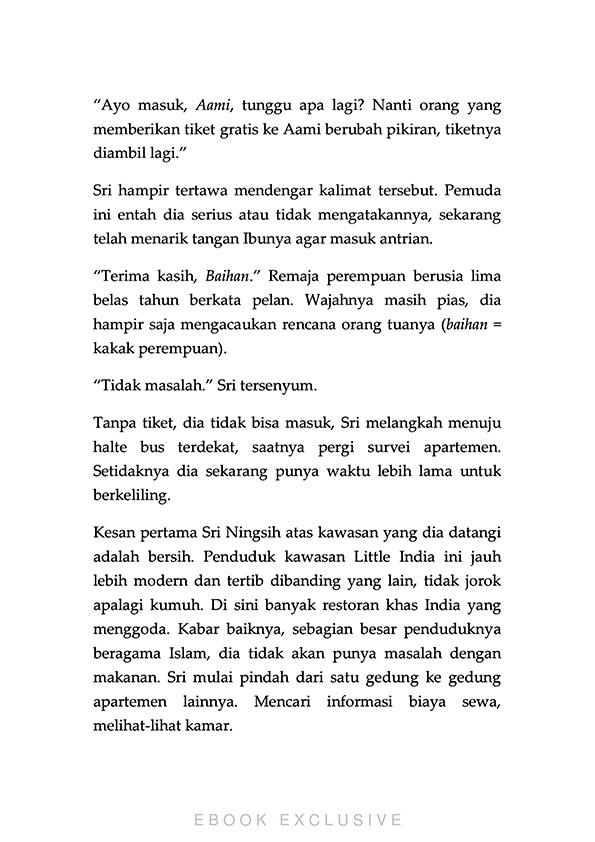 “Ayo masuk, Aami, tunggu apa lagi? Nanti orang yang
memberikan tiket gratis ke Aami berubah pikiran, tiketnya
diambil lagi.”
Sri hampir tertawa mendengar kalimat tersebut. Pemuda
ini entah dia serius atau tidak mengatakannya, sekarang
telah menarik tangan Ibunya agar masuk antrian.
“Terima kasih, Baihan.” Remaja perempuan berusia lima
belas tahun berkata pelan. Wajahnya masih pias, dia
hampir saja mengacaukan rencana orang tuanya (baihan =
kakak perempuan).
“Tidak masalah.” Sri tersenyum.
Tanpa tiket, dia tidak bisa masuk, Sri melangkah menuju
halte bus terdekat, saatnya pergi survei apartemen.
Setidaknya dia sekarang punya waktu lebih lama untuk
berkeliling.
Kesan pertama Sri Ningsih atas kawasan yang dia datangi
adalah bersih. Penduduk kawasan Little India ini jauh
lebih modern dan tertib dibanding yang lain, tidak jorok
apalagi kumuh. Di sini banyak restoran khas India yang
menggoda. Kabar baiknya, sebagian besar penduduknya
beragama Islam, dia tidak akan punya masalah dengan
makanan. Sri mulai pindah dari satu gedung ke gedung
apartemen lainnya. Mencari informasi biaya sewa,
melihat-lihat kamar.
EBOOK EXCLUSIVE